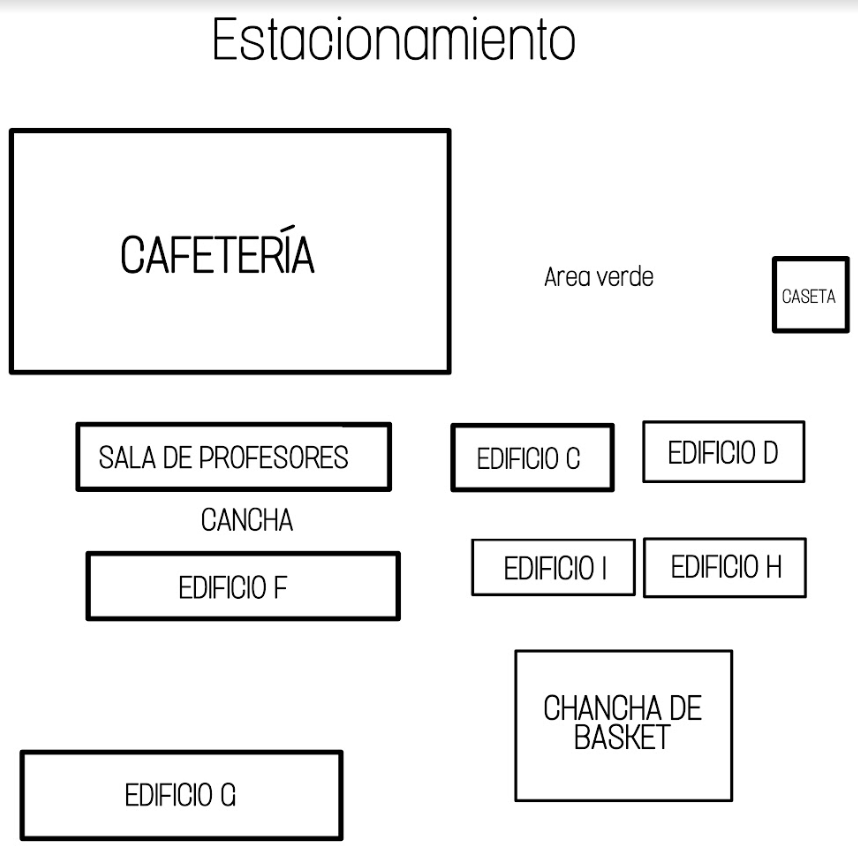 Estacionamiento
CAFETERÍA
Area verde
CASETA
SALA DE PROFESORES
EDIFICIO C
EDIFICIO D
CANCHA
EDIFICIO F
EDIFICIO I
EDIFICIO H
CHANCHA DE
BASKET
EDIFICIO G